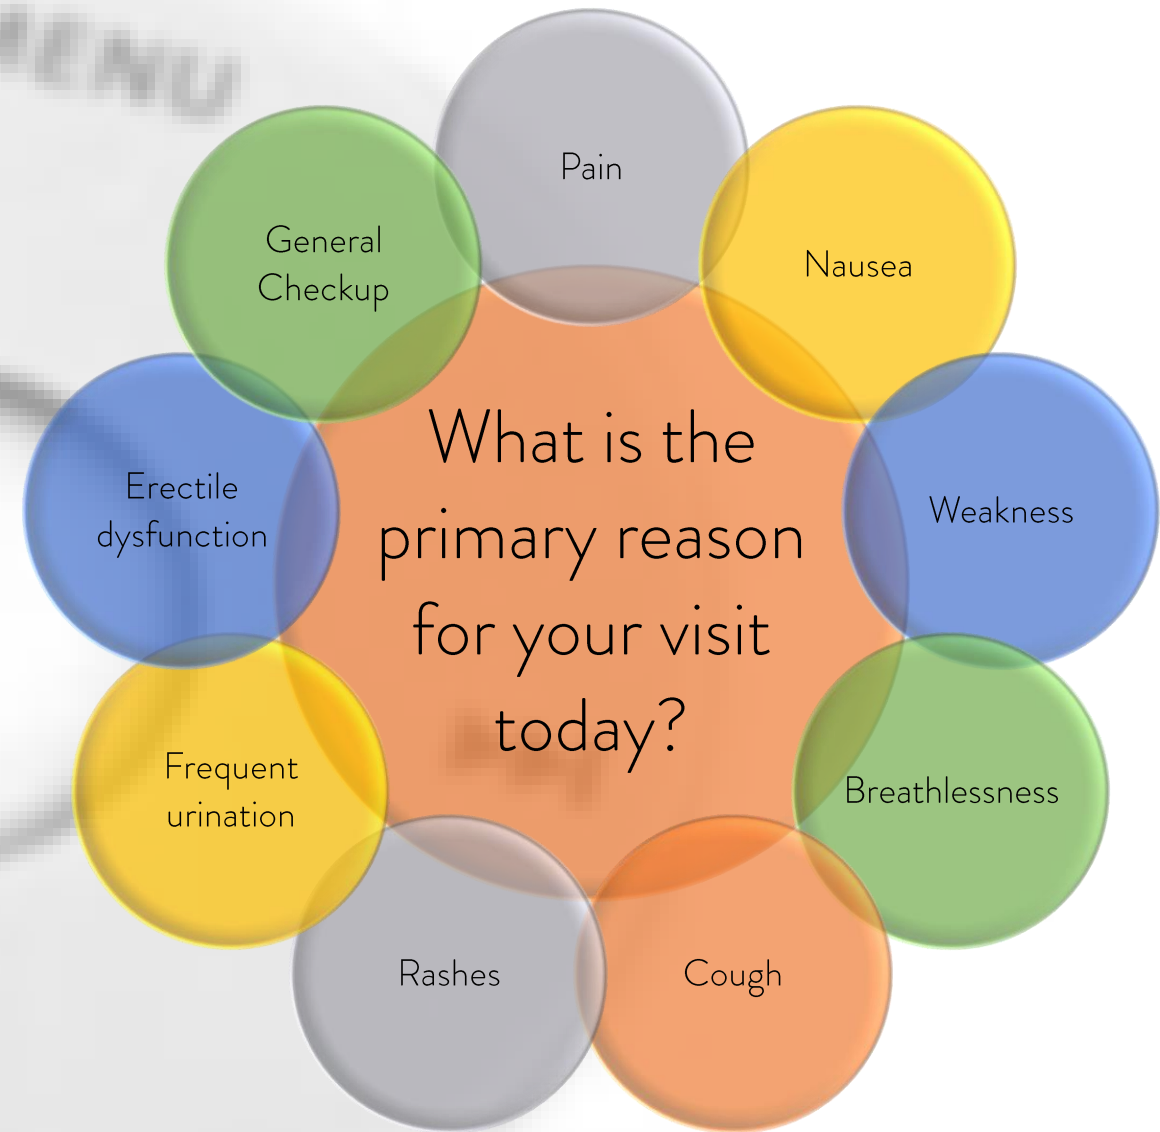 MENU
Pain
General
Checkup
Nausea
What is the
primary reason
for your visit
today?
Erectile
dysfunction
Weakness
Frequent
urination
Breathlessness
Rashes
Cough